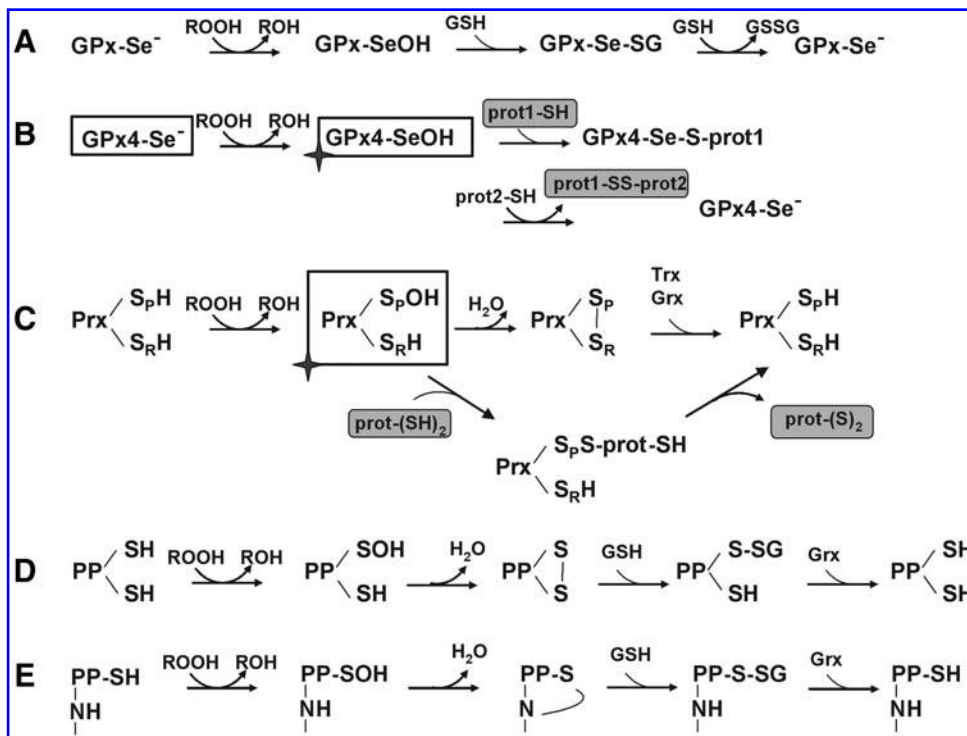 A
GPx-Se⁻ ROOH ROH GPx-SeOH GSH GPx-Se-SG GSH GSSG GPx-Se⁻
B
GPx4-Se⁻ ROOH ROH GPx4-SeOH prot1-SH GPx4-Se-S-prot1
prot2-SH prot1-SS-prot2 GPx4-Se⁻
C
SPH SPOH SP SPH
Prx ROOH ROH Prx H₂O Prx Trx Prx
Grx
SRH SRH SR SRH
prot-(SH)₂ prot-(S)₂
SPS-prot-SH
Prx
SRH
D
SH SOH S S-SG SH
PP ROOH ROH PP H₂O PP GSH PP Grx PP
SH SH S SH SH
E
PP-SH ROOH ROH PP-SOH H₂O PP-S GSH PP-S-SG Grx PP-SH
NH NH N NH NH